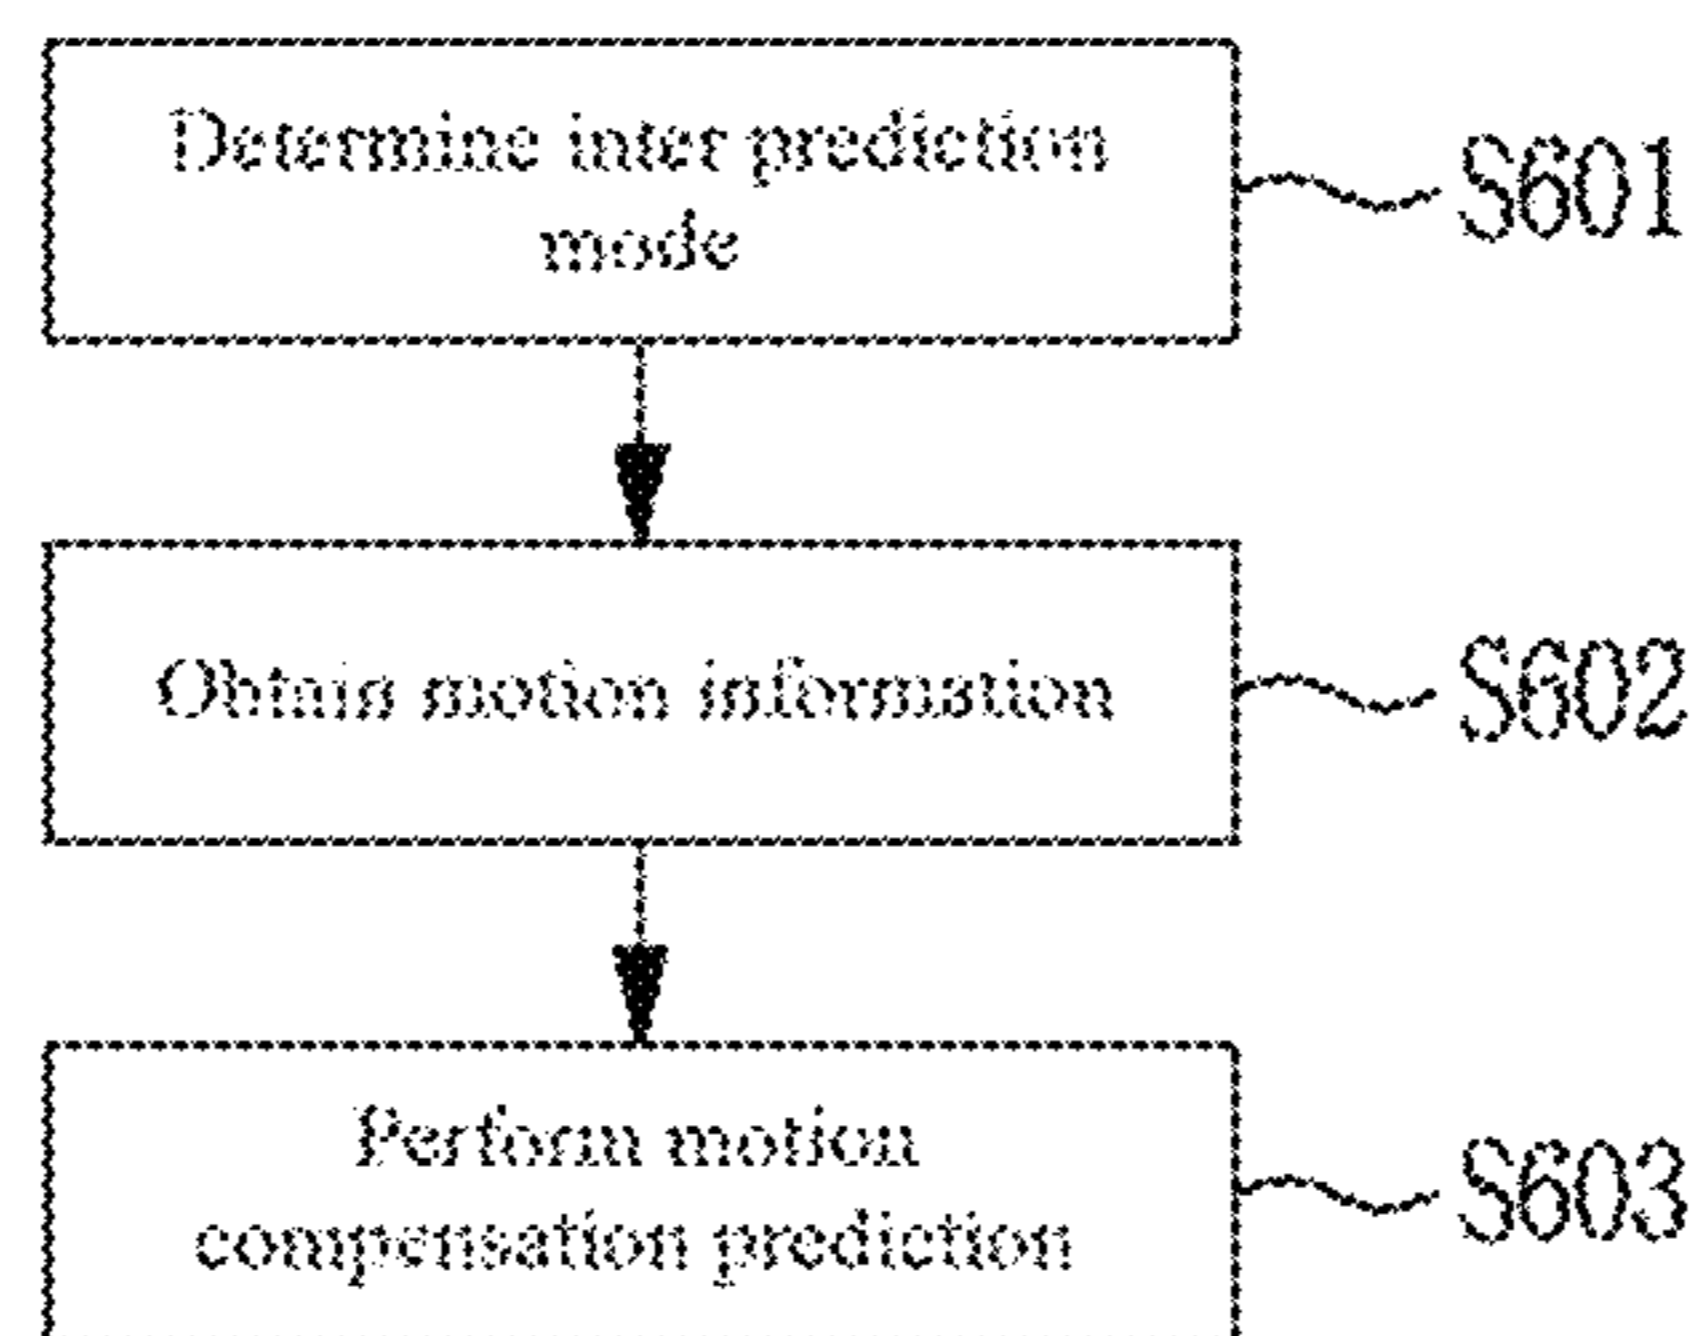 Determine inter prediction
mode
S601
Obtain motion information
S602
Perform motion
compensation prediction
S603